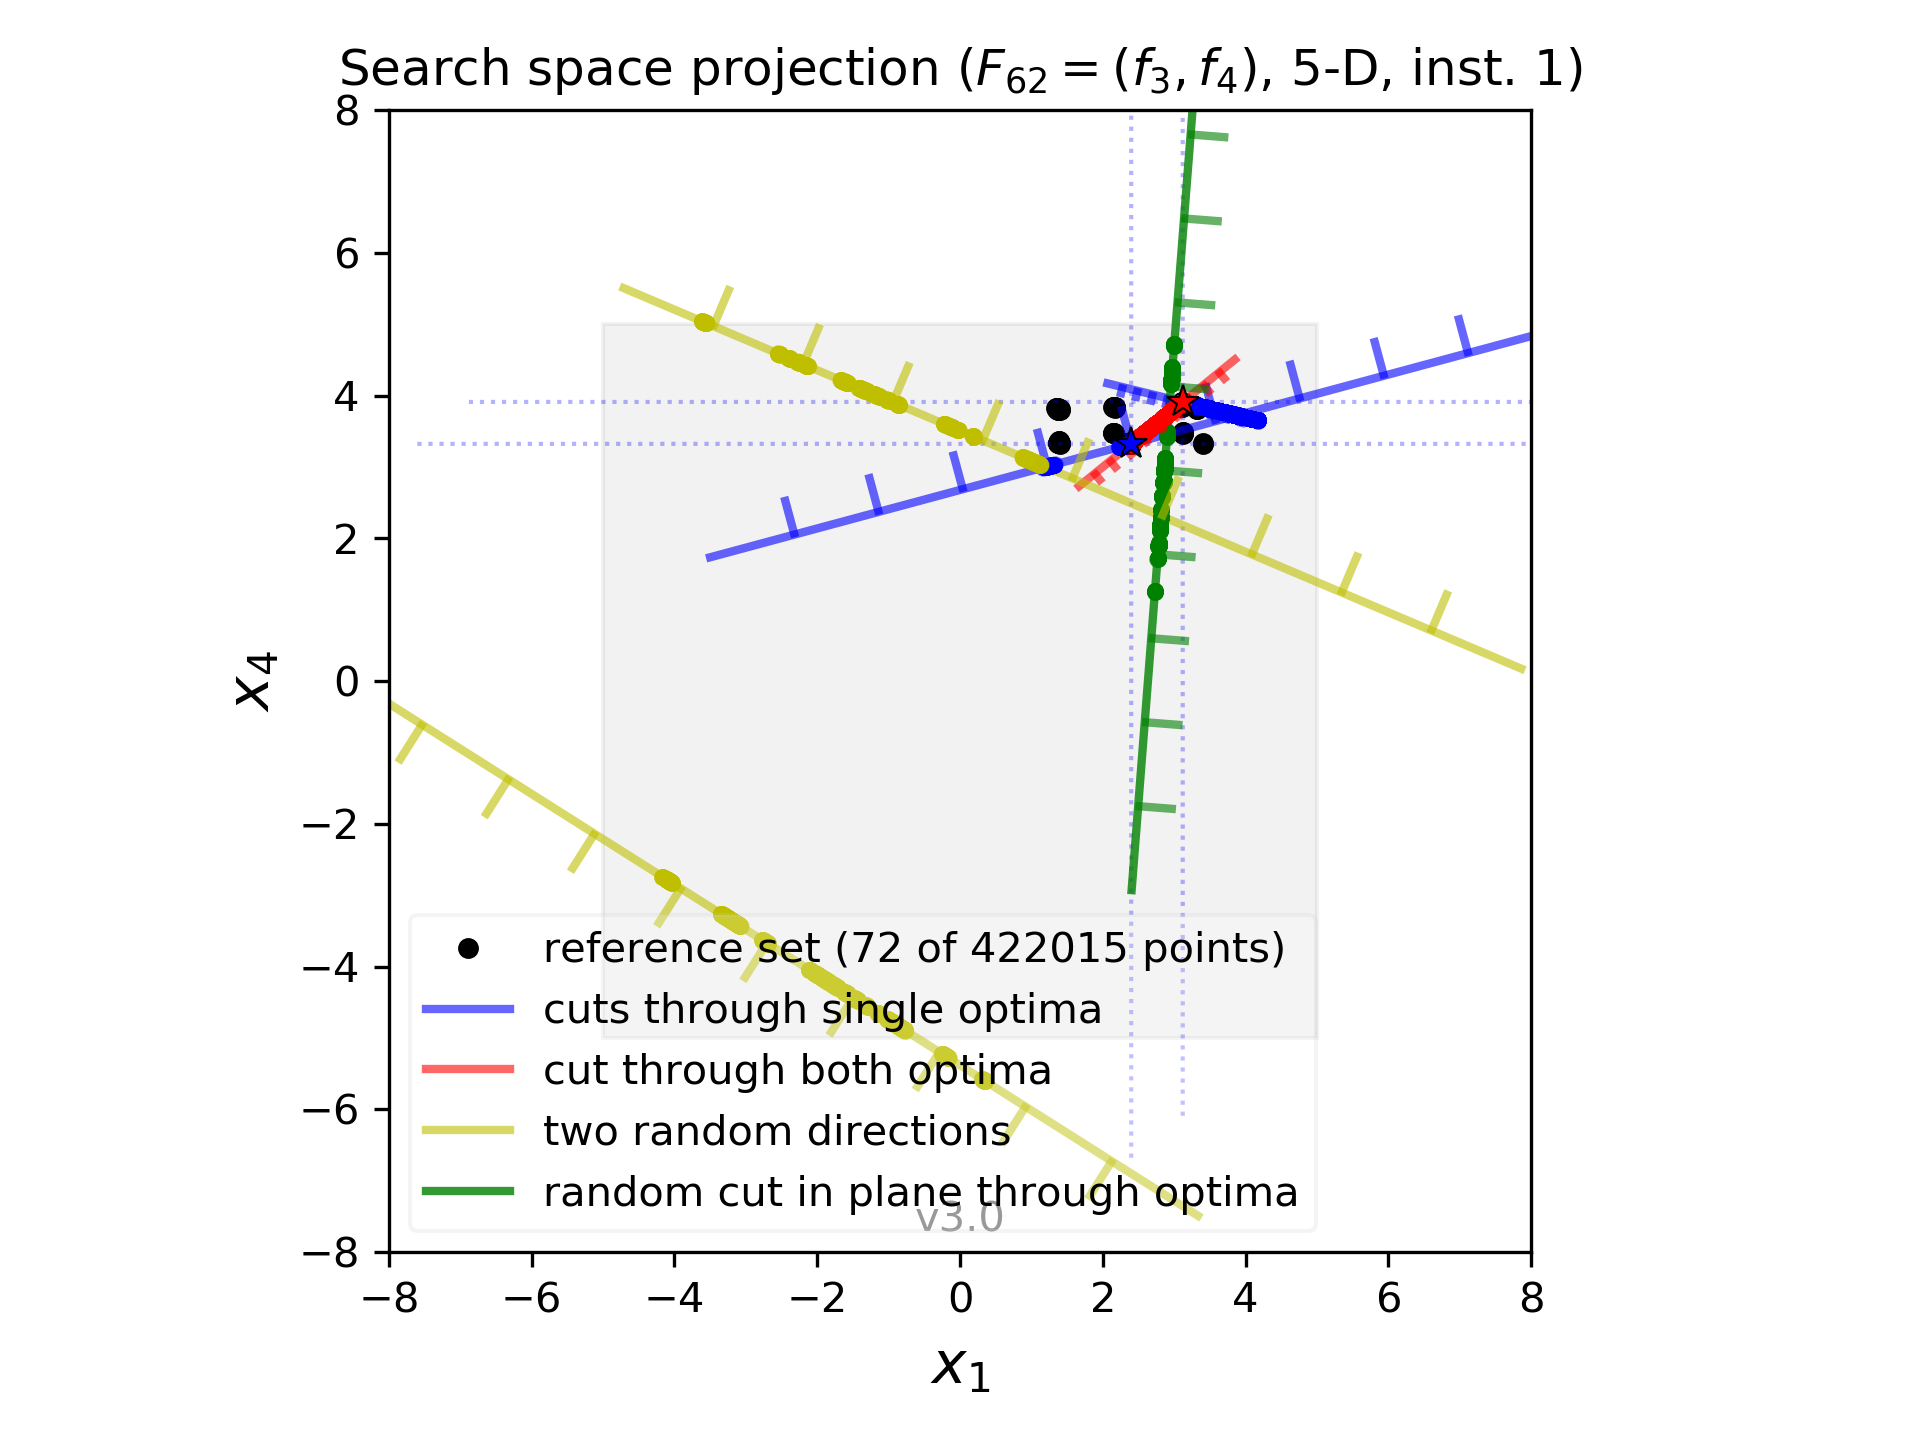 Search space projection (F₆₂ = (f₃, f₄), 5-D, inst. 1)
8
6
4
2
0
−2
−4
−6
−8
x₄
reference set (72 of 422015 points)
cuts through single optima
cut through both optima
two random directions
random cut in plane through optima
v3.0
−8 −6 −4 −2 0 2 4 6 8
x₁